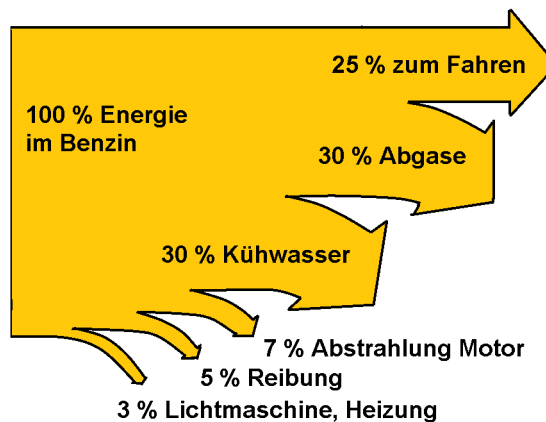 25 % zum Fahren
100 % Energie
im Benzin
30 % Abgase
30 % Kühwasser
7 % Abstrahlung Motor
5 % Reibung
3 % Lichtmaschine, Heizung